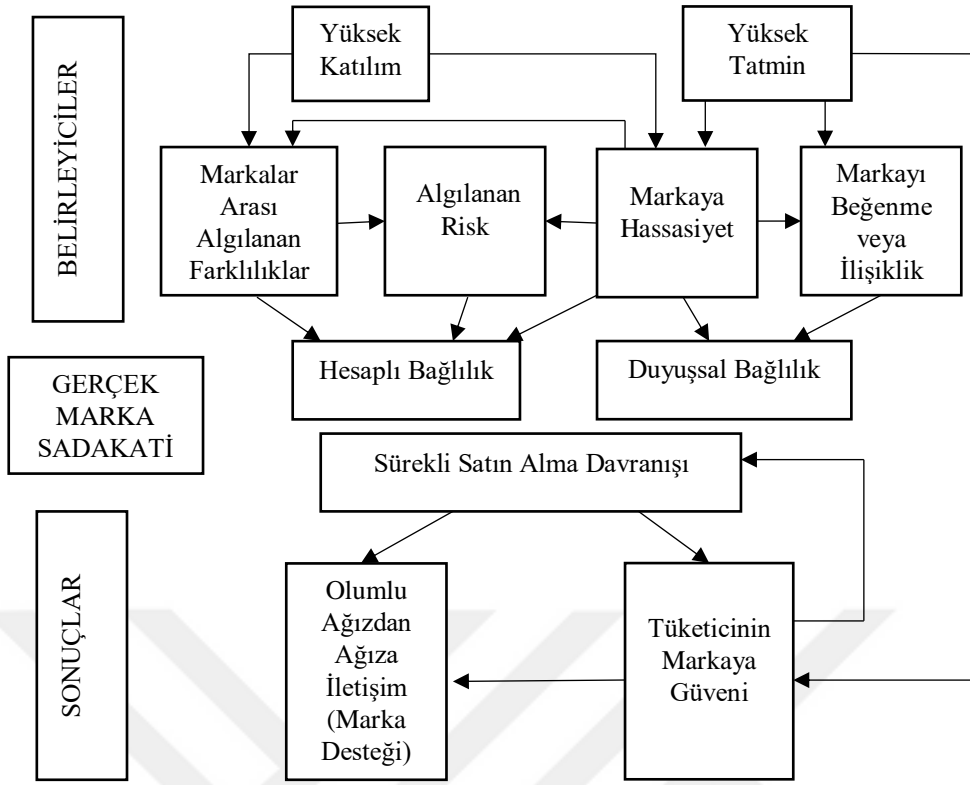 BELİRLEYİCİLER
Yüksek
Katılım
Yüksek
Tatmin
Markalar
Arası
Algılanan
Farklılıklar
Algılanan
Risk
Markaya
Hassasiyet
Markayı
Beğenme
veya
İlişiklik
Hesaplı Bağlılık
Duyuşsal Bağlılık
GERÇEK
MARKA
SADAKATİ
Sürekli Satın Alma Davranışı
SONUÇLAR
Olumlu
Ağızdan
Ağıza
İletişim
(Marka
Desteği)
Tüketicinin
Markaya
Güveni